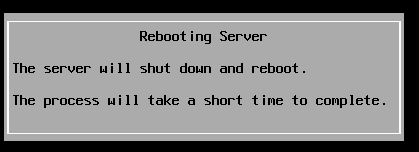 Rebooting Server
The server will shut down and reboot.
The process will take a short time to complete.